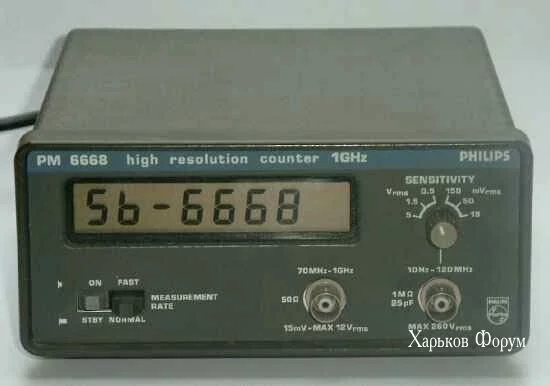 PM 6668 high resolution counter 1GHz PHILIPS
56-6668
SENSITIVITY
Vrms 0.5 150 mVrms
1.5 50
5 15
ON FAST
MEASUREMENT
RATE
STBY NORMAL
70MHz-1GHz
50Ω
15mV-MAX 12Vrms
10Hz-120MHz
1MΩ
25pF
MAX 260Vrms
PHILIPS
Харьков Форум